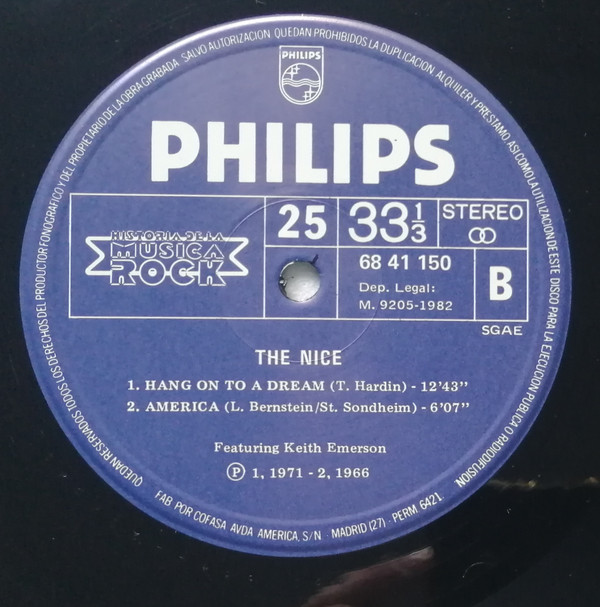 PHILIPS
PHILIPS
HISTORIA DE LA
MUSICA
ROCK
25
33 1/3
STEREO
68 41 150
Dep. Legal:
M. 9205-1982
B
SGAE
THE NICE
1. HANG ON TO A DREAM (T. Hardin) - 12'43"
2. AMERICA (L. Bernstein/St. Sondheim) - 6'07"
Featuring Keith Emerson
Ⓟ 1, 1971 - 2, 1966
QUEDAN RESERVADOS TODOS LOS DERECHOS DEL PRODUCTOR FONOGRAFICO Y DEL PROPIETARIO DE LA OBRA GRABADA. SALVO AUTORIZACION, QUEDAN PROHIBIDOS LA DUPLICACION, ALQUILER Y PRESTAMO, ASI COMO LA UTILIZACION DE ESTE DISCO PARA LA EJECUCION PUBLICA O RADIODIFUSION
FAB. POR COFASA AVDA. AMERICA, S/N - MADRID (27) - PERM 6421.